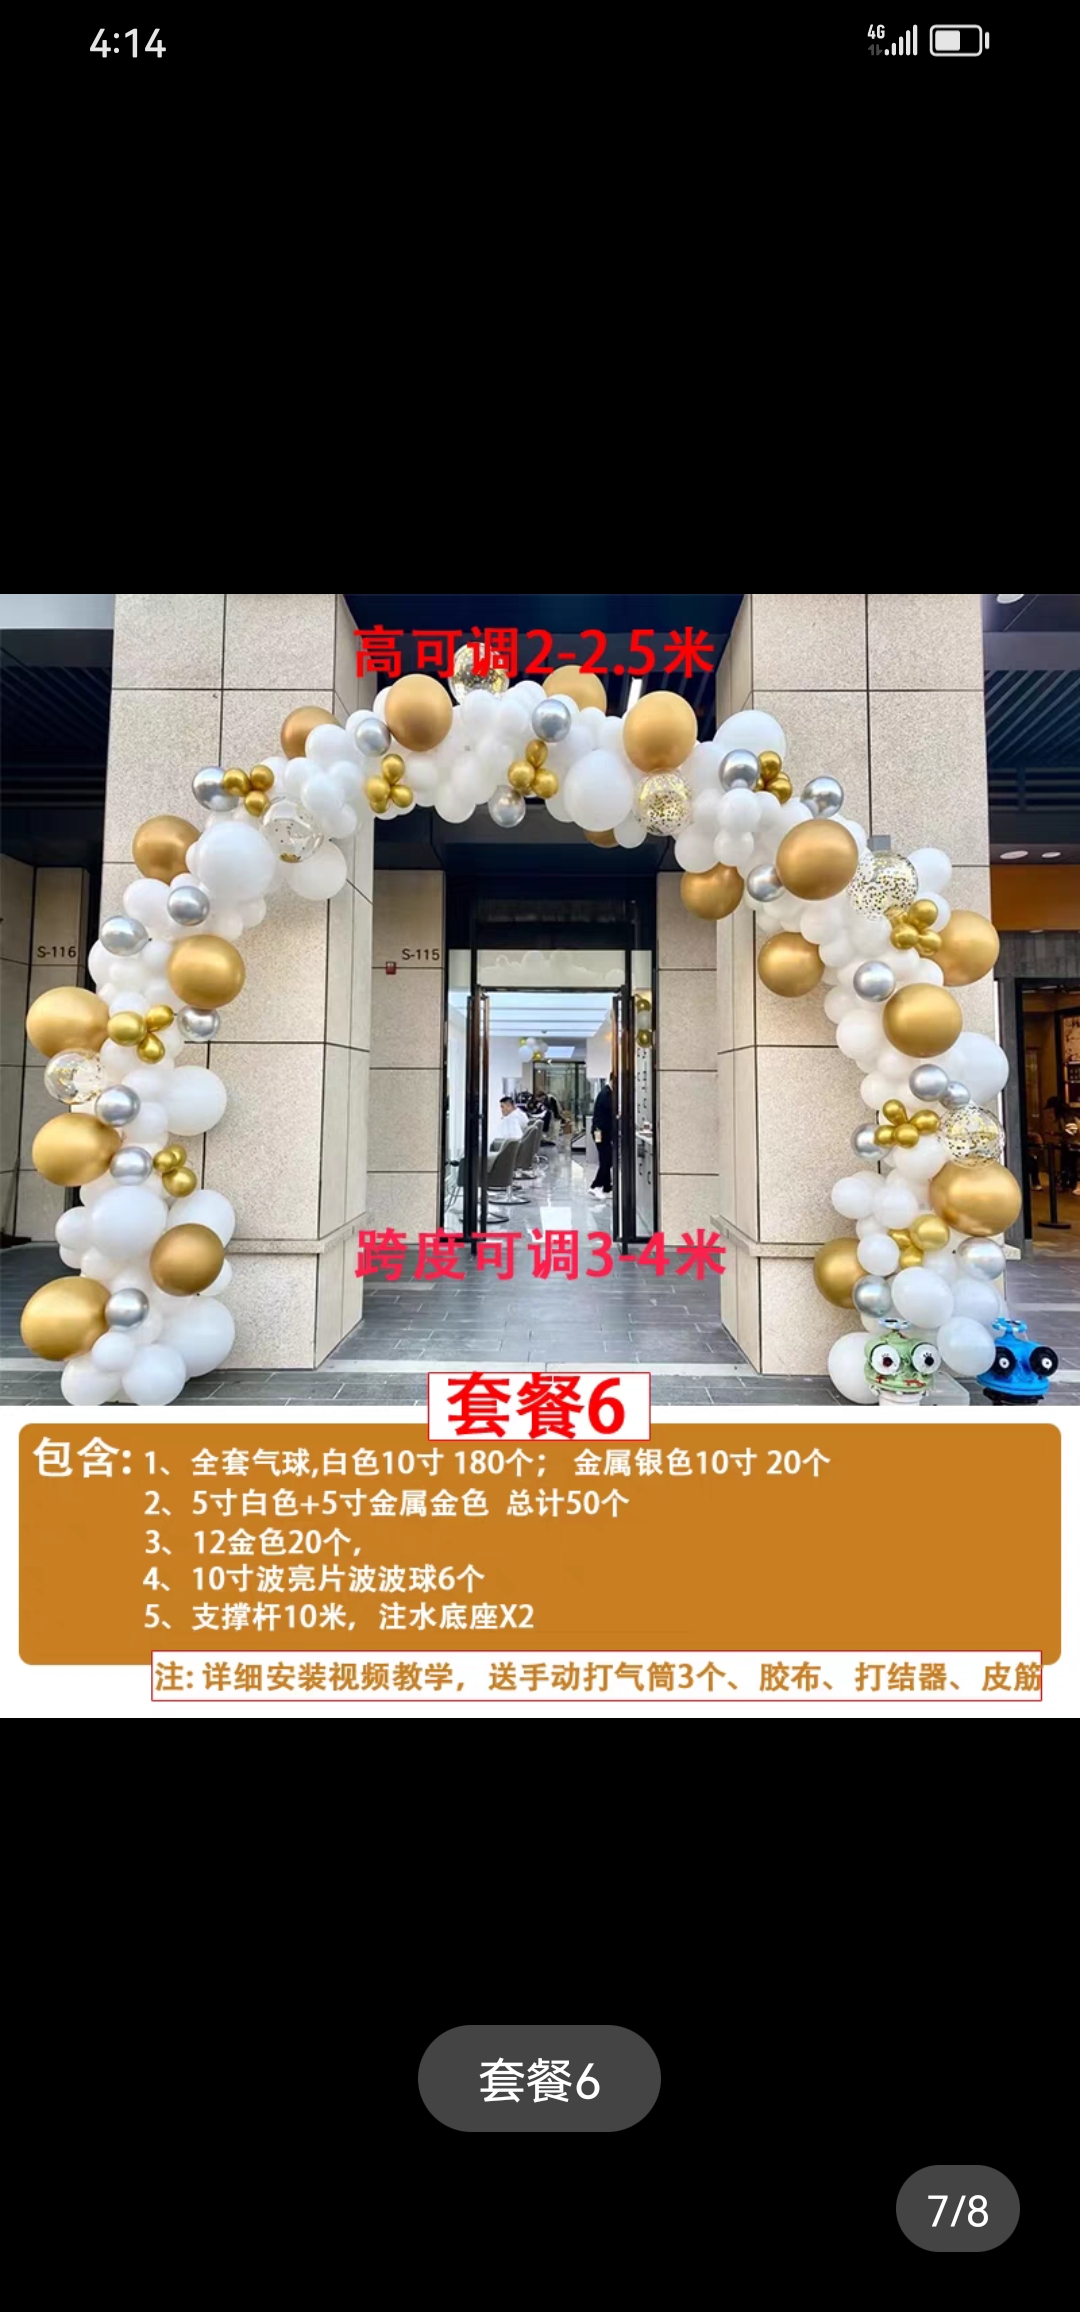 4:14
4G
高可调2-2.5米
S-116
S-115
跨度可调3-4米
套餐6
包含: 1、全套气球,白色10寸 180个； 金属银色10寸 20个
2、5寸白色+5寸金属金色 总计50个
3、12金色20个,
4、10寸波亮片波波球6个
5、支撑杆10米，注水底座X2
注: 详细安装视频教学，送手动打气筒3个、胶布、打结器、皮筋
套餐6
7/8